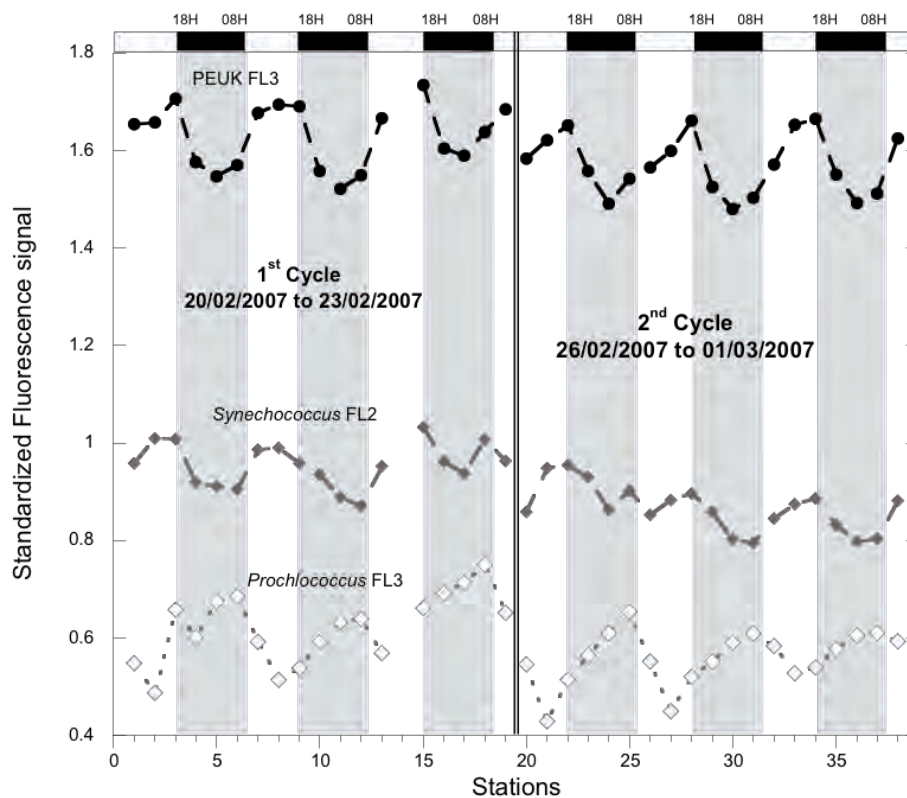 18H 08H 18H 08H 18H 08H 18H 08H 18H 08H 18H 08H
1.8
PEUK FL3
1.6
1.4
1st Cycle
20/02/2007 to 23/02/2007
2nd Cycle
26/02/2007 to 01/03/2007
1.2
Synechococcus FL2
1
0.8
Prochlococcus FL3
0.6
0.4
0 5 10 15 20 25 30 35
Stations
Standardized Fluorescence signal